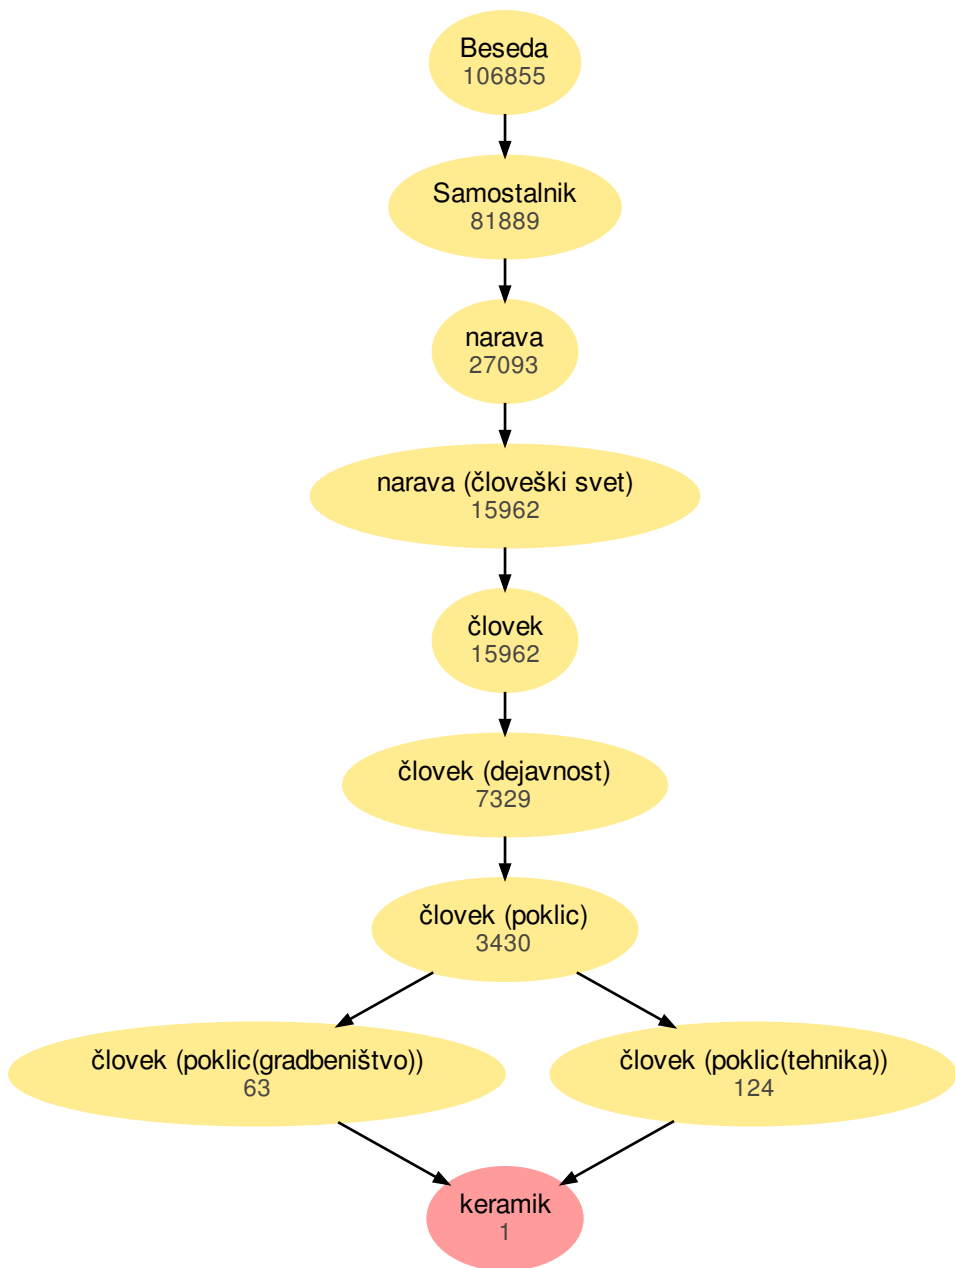 Beseda
106855
Samostalnik
81889
narava
27093
narava (človeški svet)
15962
človek
15962
človek (dejavnost)
7329
človek (poklic)
3430
človek (poklic(gradbeništvo))
63
človek (poklic(tehnika))
124
keramik
1